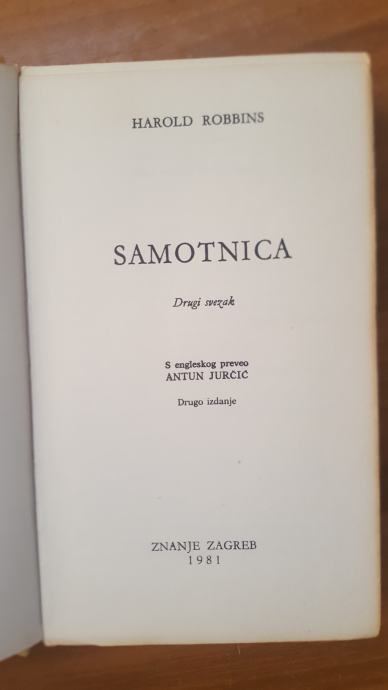 HAROLD ROBBINS
SAMOTNICA
Drugi svezak
S engleskog preveo
ANTUN JURČIĆ
Drugo izdanje
ZNANJE ZAGREB
1981